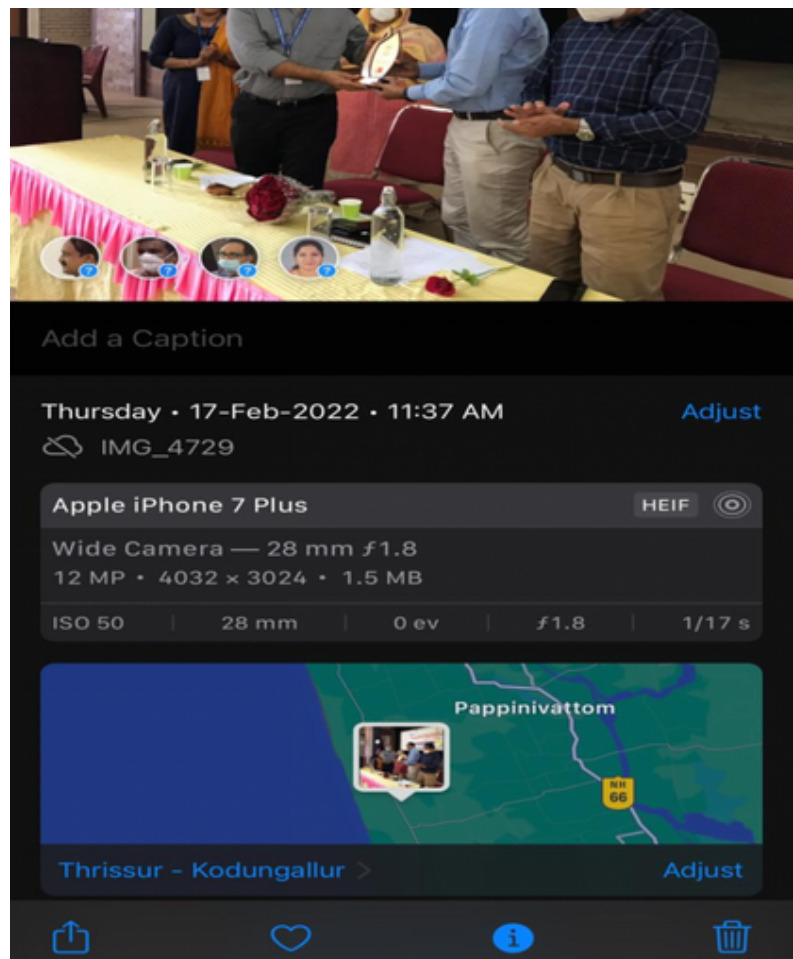 Add a Caption
Thursday • 17-Feb-2022 • 11:37 AM
Adjust
IMG_4729
Apple iPhone 7 Plus
HEIF
Wide Camera — 28 mm ƒ1.8
12 MP • 4032 × 3024 • 1.5 MB
ISO 50 | 28 mm | 0 ev | ƒ1.8 | 1/17 s
Pappinivattom
NH
66
Thrissur - Kodungallur >
Adjust